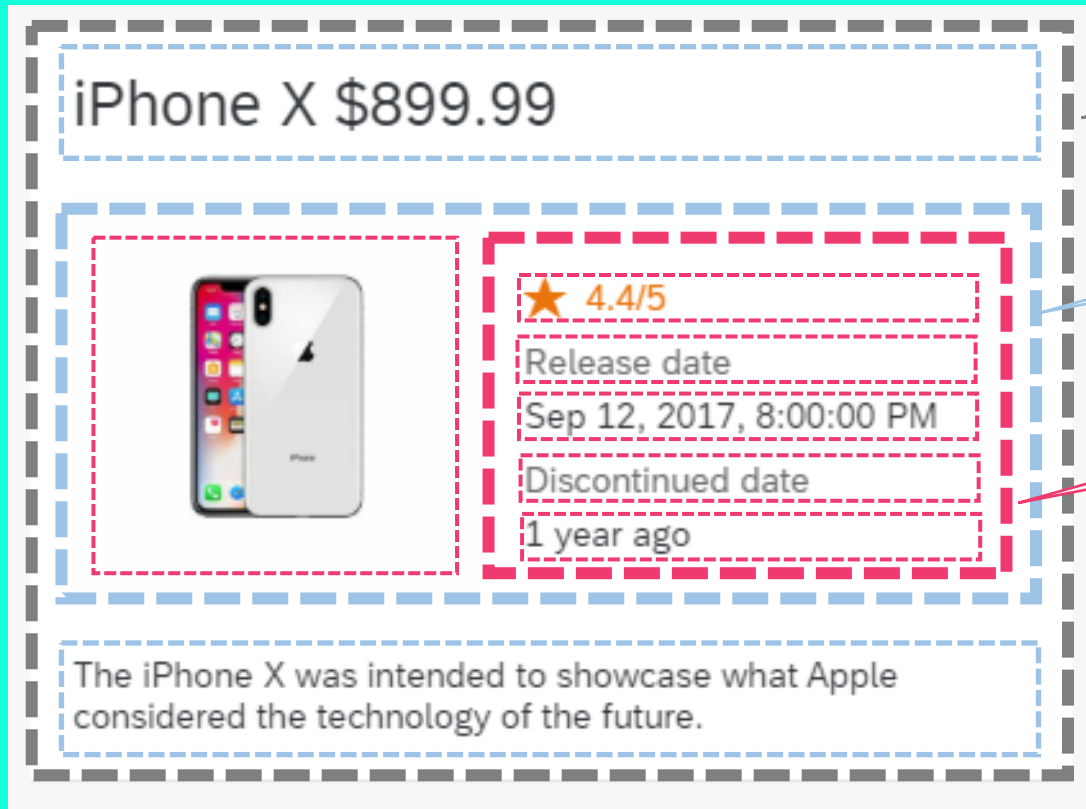 iPhone X $899.99
★ 4.4/5
Release date
Sep 12, 2017, 8:00:00 PM
Discontinued date
1 year ago
The iPhone X was intended to showcase what Apple
considered the technology of the future.